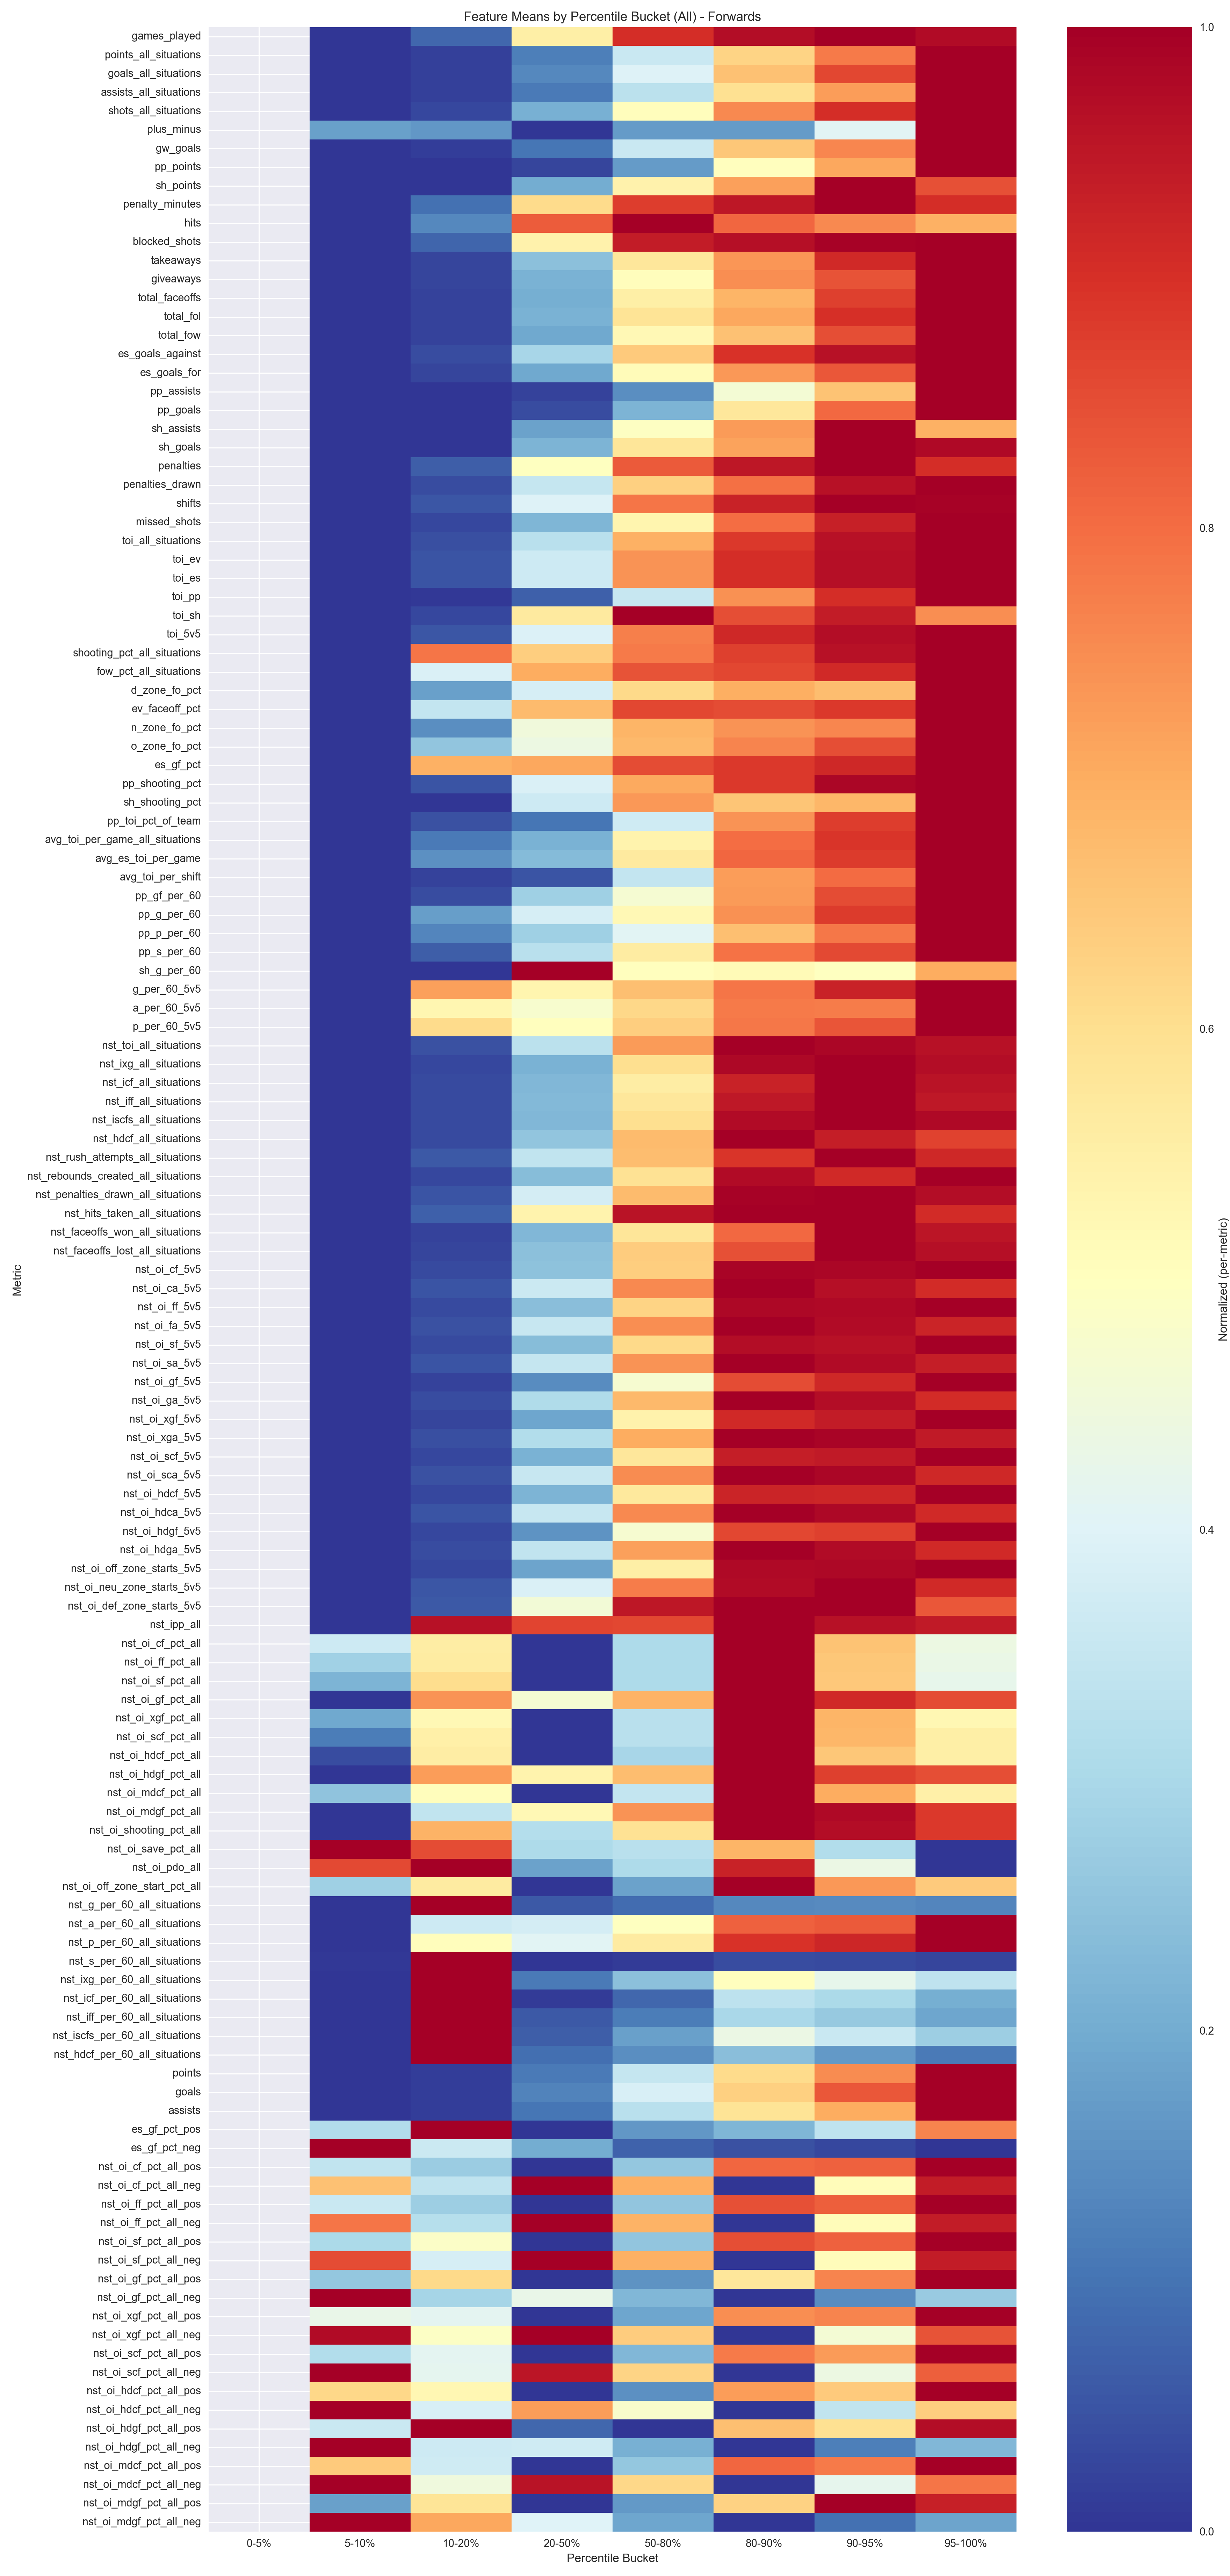 Feature Means by Percentile Bucket (All) - Forwards
games_played
points_all_situations
goals_all_situations
assists_all_situations
shots_all_situations
plus_minus
gw_goals
pp_points
sh_points
penalty_minutes
hits
blocked_shots
takeaways
giveaways
total_faceoffs
total_fol
total_fow
es_goals_against
es_goals_for
pp_assists
pp_goals
sh_assists
sh_goals
penalties
penalties_drawn
shifts
missed_shots
toi_all_situations
toi_ev
toi_es
toi_pp
toi_sh
toi_5v5
shooting_pct_all_situations
fow_pct_all_situations
d_zone_fo_pct
ev_faceoff_pct
n_zone_fo_pct
o_zone_fo_pct
es_gf_pct
pp_shooting_pct
sh_shooting_pct
pp_toi_pct_of_team
avg_toi_per_game_all_situations
avg_es_toi_per_game
avg_toi_per_shift
pp_gf_per_60
pp_g_per_60
pp_p_per_60
pp_s_per_60
sh_g_per_60
g_per_60_5v5
a_per_60_5v5
p_per_60_5v5
nst_toi_all_situations
nst_ixg_all_situations
nst_icf_all_situations
nst_iff_all_situations
nst_iscfs_all_situations
nst_hdcf_all_situations
nst_rush_attempts_all_situations
nst_rebounds_created_all_situations
nst_penalties_drawn_all_situations
nst_hits_taken_all_situations
nst_faceoffs_won_all_situations
nst_faceoffs_lost_all_situations
nst_oi_cf_5v5
nst_oi_ca_5v5
nst_oi_ff_5v5
nst_oi_fa_5v5
nst_oi_sf_5v5
nst_oi_sa_5v5
nst_oi_gf_5v5
nst_oi_ga_5v5
nst_oi_xgf_5v5
nst_oi_xga_5v5
nst_oi_scf_5v5
nst_oi_sca_5v5
nst_oi_hdcf_5v5
nst_oi_hdca_5v5
nst_oi_hdgf_5v5
nst_oi_hdga_5v5
nst_oi_off_zone_starts_5v5
nst_oi_neu_zone_starts_5v5
nst_oi_def_zone_starts_5v5
nst_ipp_all
nst_oi_cf_pct_all
nst_oi_ff_pct_all
nst_oi_sf_pct_all
nst_oi_gf_pct_all
nst_oi_xgf_pct_all
nst_oi_scf_pct_all
nst_oi_hdcf_pct_all
nst_oi_hdgf_pct_all
nst_oi_mdcf_pct_all
nst_oi_mdgf_pct_all
nst_oi_shooting_pct_all
nst_oi_save_pct_all
nst_oi_pdo_all
nst_oi_off_zone_start_pct_all
nst_g_per_60_all_situations
nst_a_per_60_all_situations
nst_p_per_60_all_situations
nst_s_per_60_all_situations
nst_ixg_per_60_all_situations
nst_icf_per_60_all_situations
nst_iff_per_60_all_situations
nst_iscfs_per_60_all_situations
nst_hdcf_per_60_all_situations
points
goals
assists
es_gf_pct_pos
es_gf_pct_neg
nst_oi_cf_pct_all_pos
nst_oi_cf_pct_all_neg
nst_oi_ff_pct_all_pos
nst_oi_ff_pct_all_neg
nst_oi_sf_pct_all_pos
nst_oi_sf_pct_all_neg
nst_oi_gf_pct_all_pos
nst_oi_gf_pct_all_neg
nst_oi_xgf_pct_all_pos
nst_oi_xgf_pct_all_neg
nst_oi_scf_pct_all_pos
nst_oi_scf_pct_all_neg
nst_oi_hdcf_pct_all_pos
nst_oi_hdcf_pct_all_neg
nst_oi_hdgf_pct_all_pos
nst_oi_hdgf_pct_all_neg
nst_oi_mdcf_pct_all_pos
nst_oi_mdcf_pct_all_neg
nst_oi_mdgf_pct_all_pos
nst_oi_mdgf_pct_all_neg
Metric
0-5% 5-10% 10-20% 20-50% 50-80% 80-90% 90-95% 95-100%
Percentile Bucket
1.0
0.8
0.6
0.4
0.2
0.0
Normalized (per-metric)